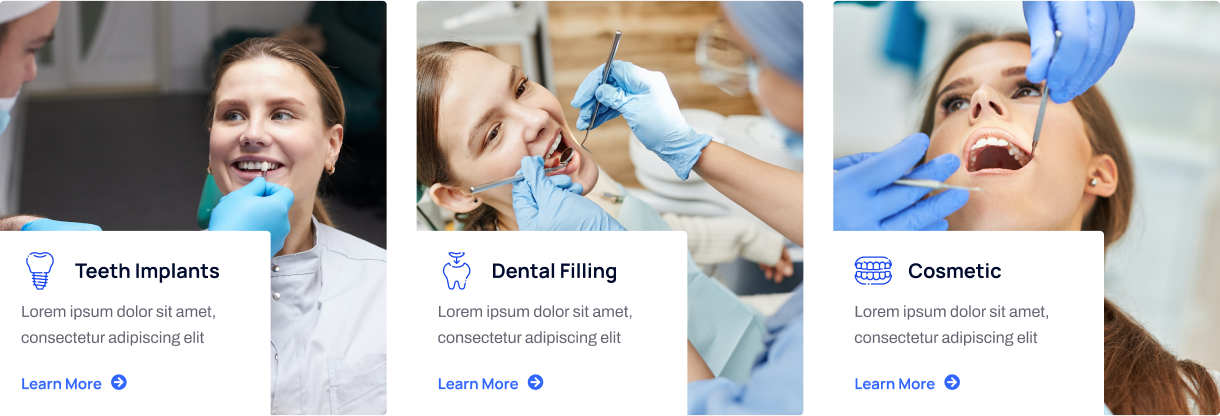 Teeth Implants
Lorem ipsum dolor sit amet,
consectetur adipiscing elit
Learn More
Dental Filling
Lorem ipsum dolor sit amet,
consectetur adipiscing elit
Learn More
Cosmetic
Lorem ipsum dolor sit amet,
consectetur adipiscing elit
Learn More